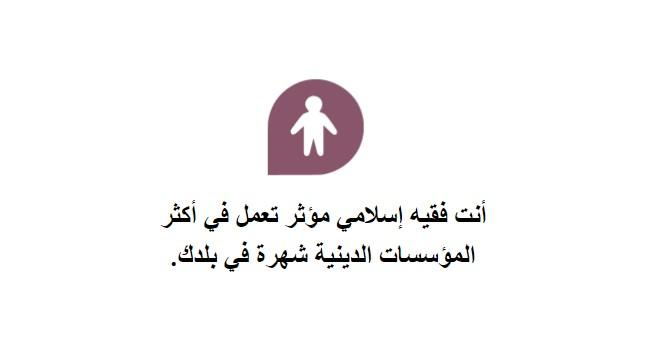 أنت فقيه إسلامي مؤثر تعمل في أكثر
المؤسسات الدينية شهرة في بلدك.